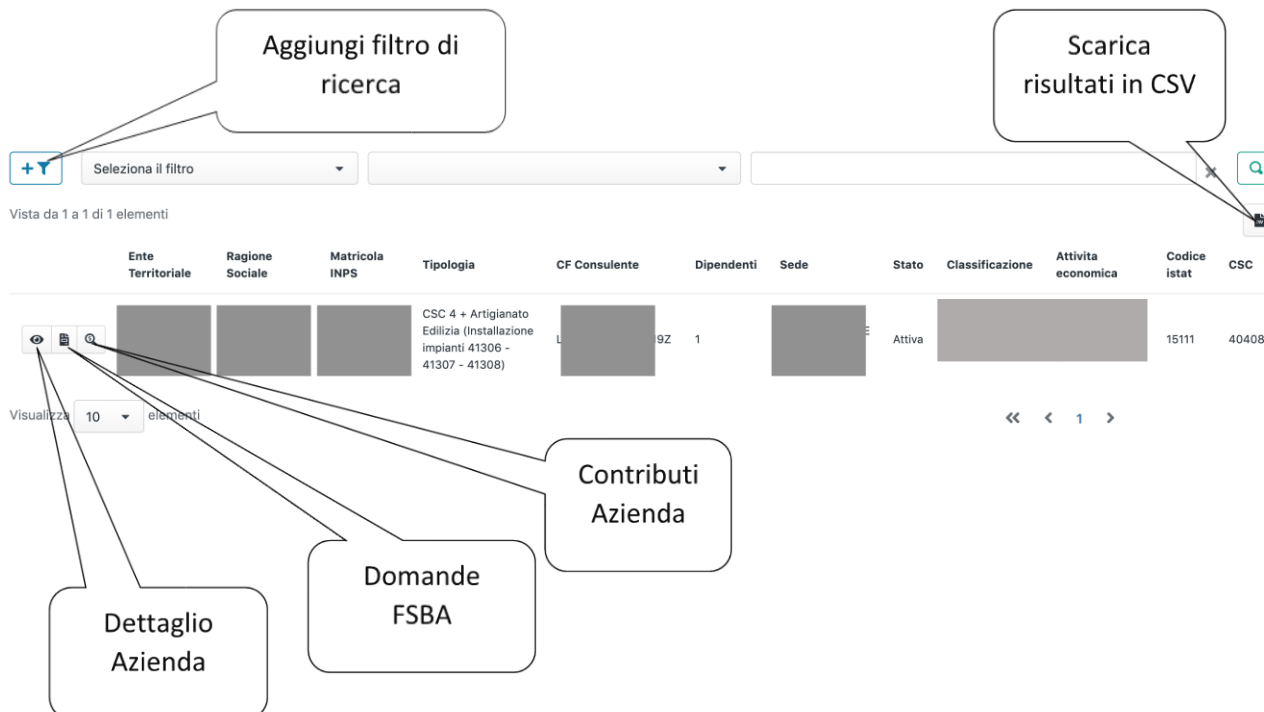 Aggiungi filtro di
ricerca
Scarica
risultati in CSV
+
Seleziona il filtro
Vista da 1 a 1 di 1 elementi
Ente Territoriale
Ragione Sociale
Matricola INPS
Tipologia
CF Consulente
Dipendenti
Sede
Stato
Classificazione
Attivita economica
Codice istat
CSC
CSC 4 + Artigianato
Edilizia (Installazione
impianti 41306 -
41307 - 41308)
9Z
1
E
Attiva
15111
40408
Visualizza 10 elementi
« ‹ 1 ›
Contributi
Azienda
Domande
FSBA
Dettaglio
Azienda